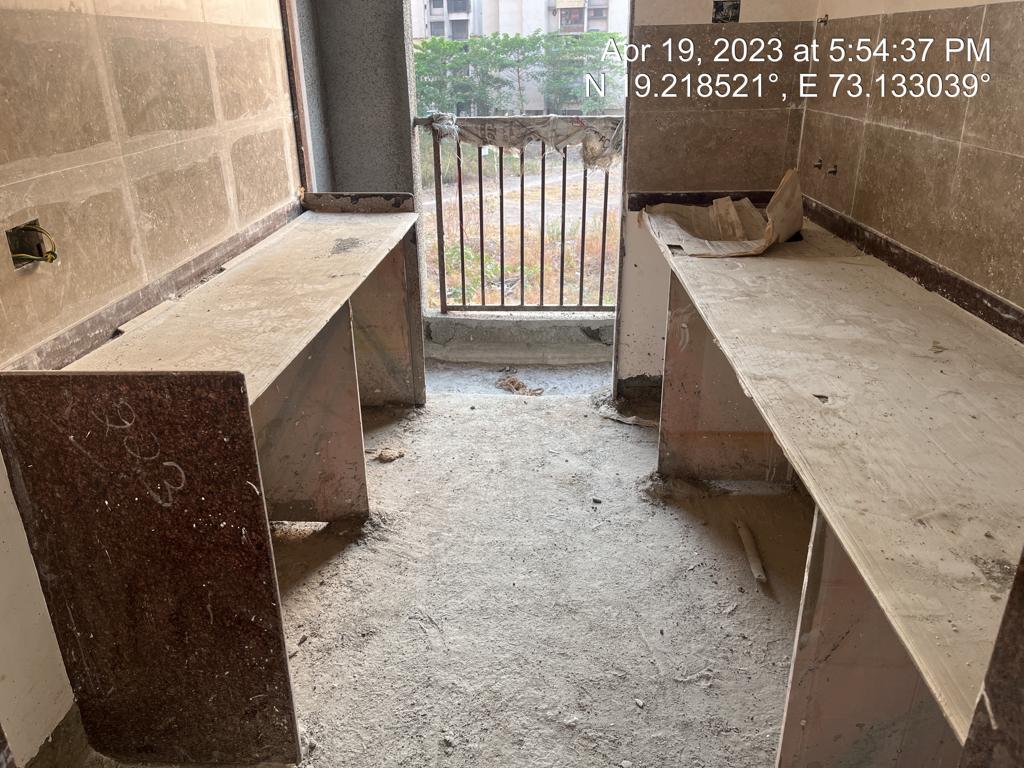 Apr 19, 2023 at 5:54:37 PM
N 19.218521°, E 73.133039°